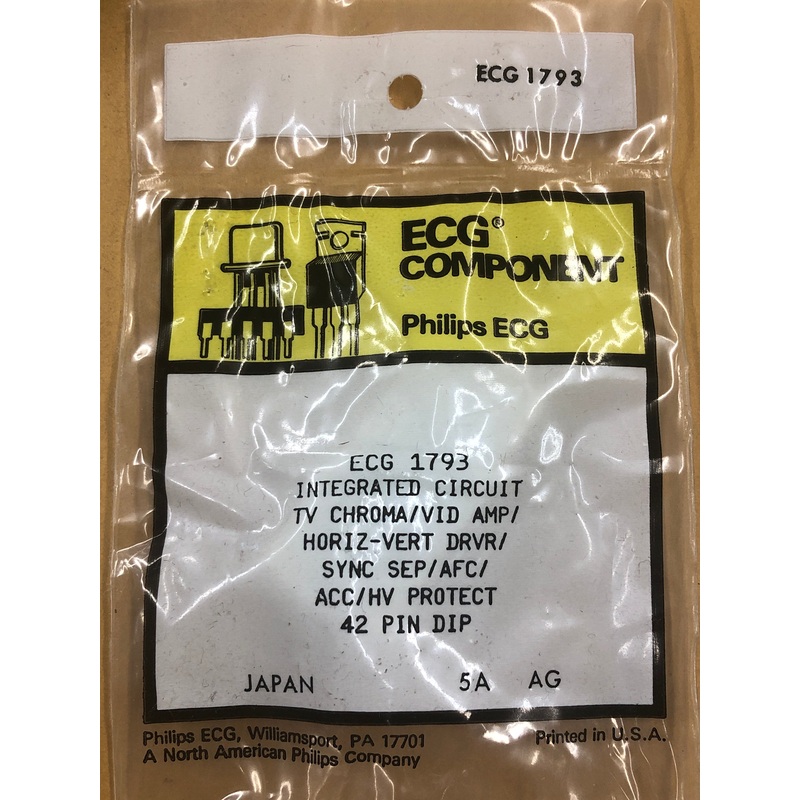 ECG 1793
ECG®
COMPONENT
Philips ECG
ECG 1793
INTEGRATED CIRCUIT
TV CHROMA/VID AMP/
HORIZ-VERT DRVR/
SYNC SEP/AFC/
ACC/HV PROTECT
42 PIN DIP
JAPAN 5A AG
Philips ECG, Williamsport, PA 17701
A North American Philips Company
Printed in U.S.A.